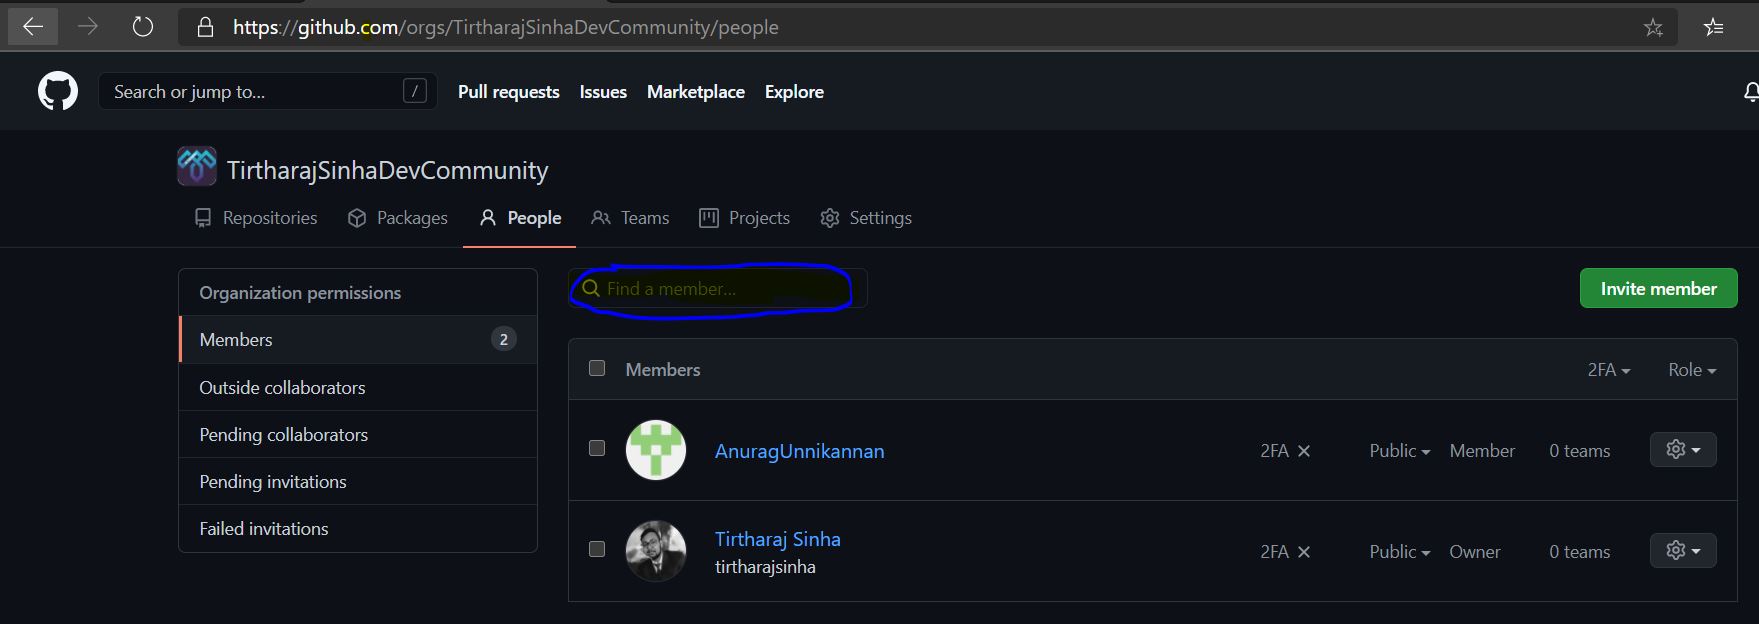 https://github.com/orgs/TirtharajSinhaDevCommunity/people
Search or jump to... / Pull requests Issues Marketplace Explore
TirtharajSinhaDevCommunity
Repositories Packages People Teams Projects Settings
Organization permissions
Members 2
Outside collaborators
Pending collaborators
Pending invitations
Failed invitations
Find a member...
Invite member
Members 2FA Role
AnuragUnnikannan 2FA Public Member 0 teams
Tirtharaj Sinha
tirtharajsinha
2FA Public Owner 0 teams